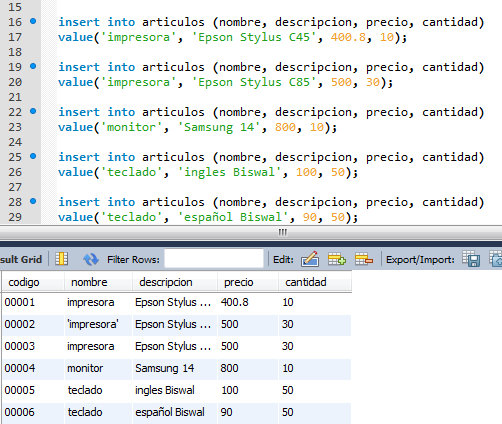 15
16 insert into articulos (nombre, descripcion, precio, cantidad)
17 value('impresora', 'Epson Stylus C45', 400.8, 10);
18
19 insert into articulos (nombre, descripcion, precio, cantidad)
20 value('impresora', 'Epson Stylus C85', 500, 30);
21
22 insert into articulos (nombre, descripcion, precio, cantidad)
23 value('monitor', 'Samsung 14', 800, 10);
24
25 insert into articulos (nombre, descripcion, precio, cantidad)
26 value('teclado', 'ingles Biswal', 100, 50);
27
28 insert into articulos (nombre, descripcion, precio, cantidad)
29 value('teclado', 'español Biswal', 90, 50);
sult Grid Filter Rows: Edit: Export/Import:
codigo nombre descripcion precio cantidad
00001 impresora Epson Stylus ... 400.8 10
00002 'impresora' Epson Stylus ... 500 30
00003 impresora Epson Stylus ... 500 30
00004 monitor Samsung 14 800 10
00005 teclado ingles Biswal 100 50
00006 teclado español Biswal 90 50